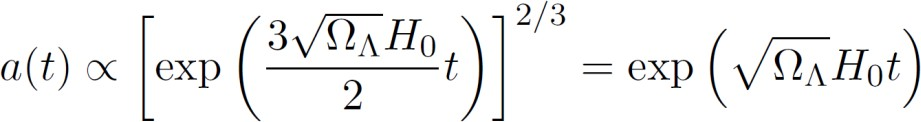 a(t) ∝ [exp(3√Ω_Λ H_0 / 2 t)]^{2/3} = exp(√Ω_Λ H_0 t)